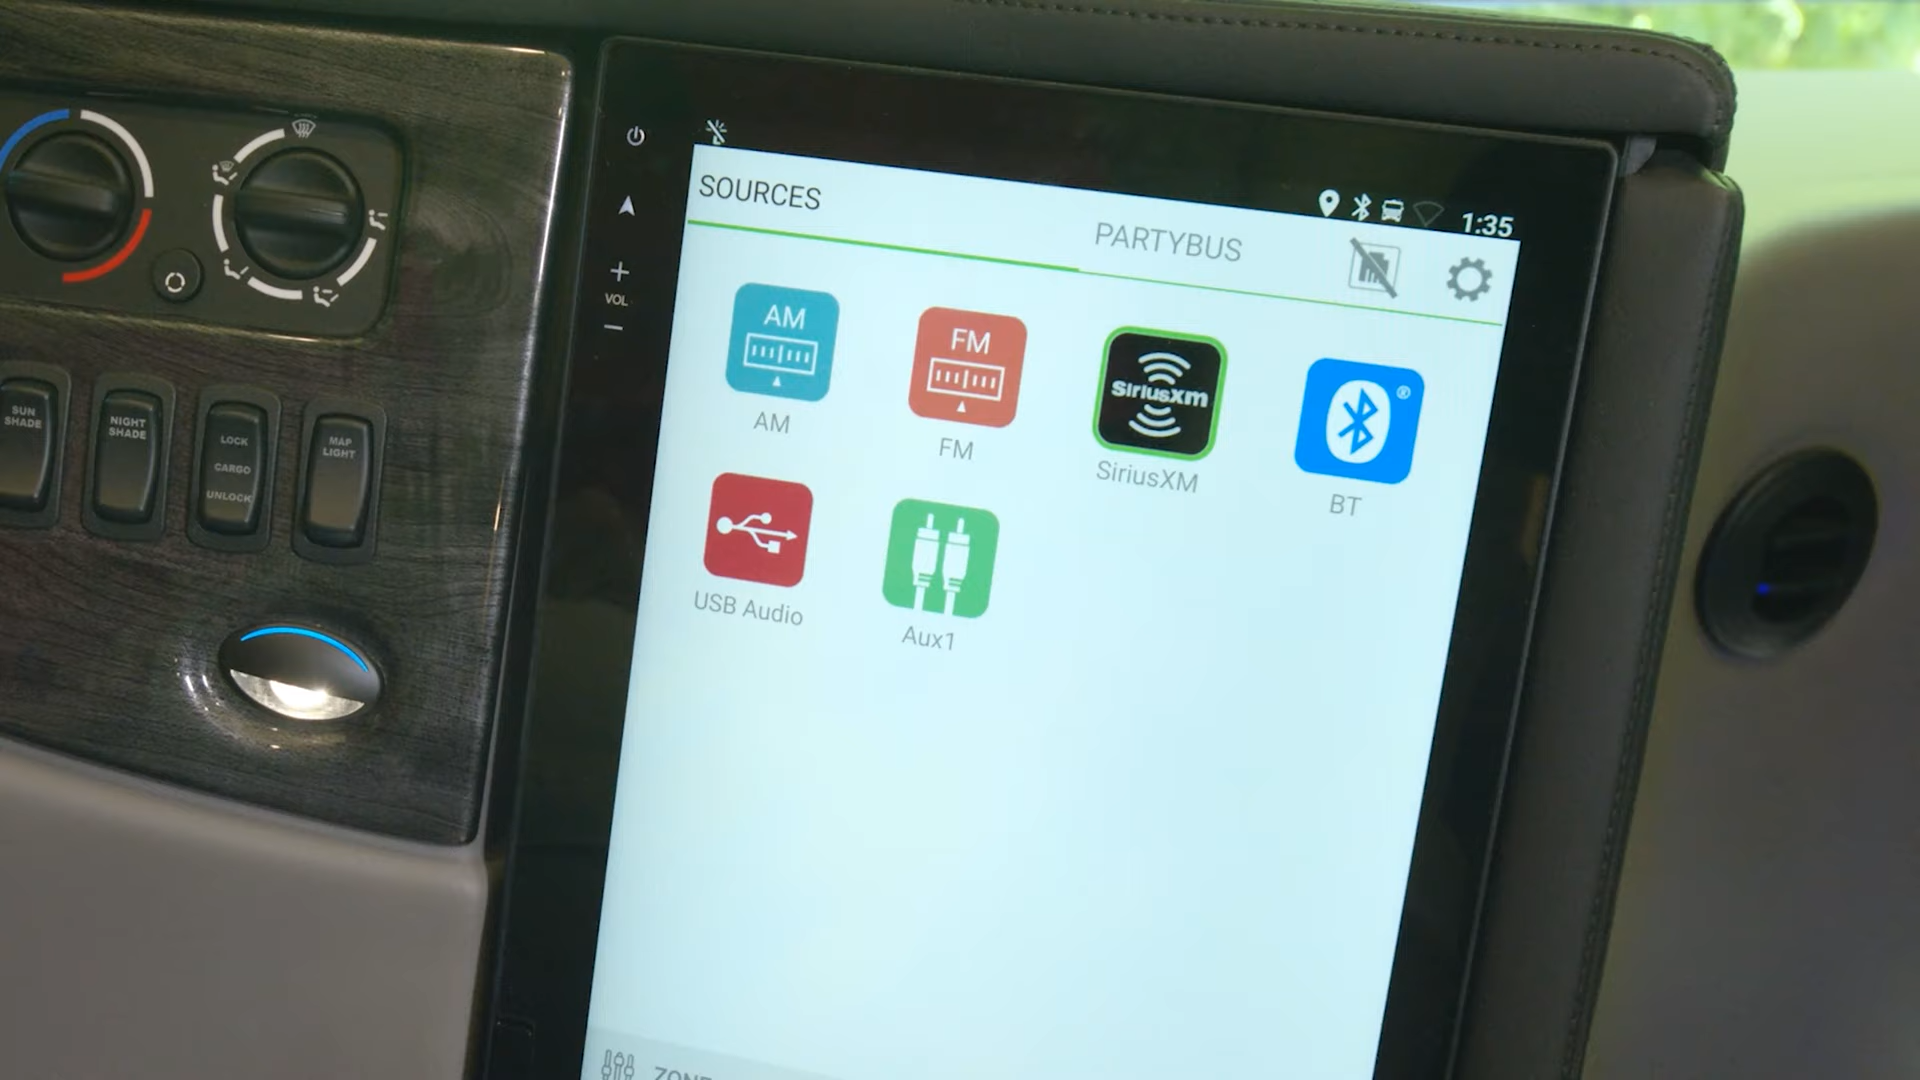 SOURCES
PARTYBUS
1:35
VOL
AM
AM
FM
FM
SiriusXM
SiriusXM
BT
USB Audio
Aux1
SUN
SHADE
NIGHT
SHADE
LOCK
CARGO
UNLOCK
MAP
LIGHT